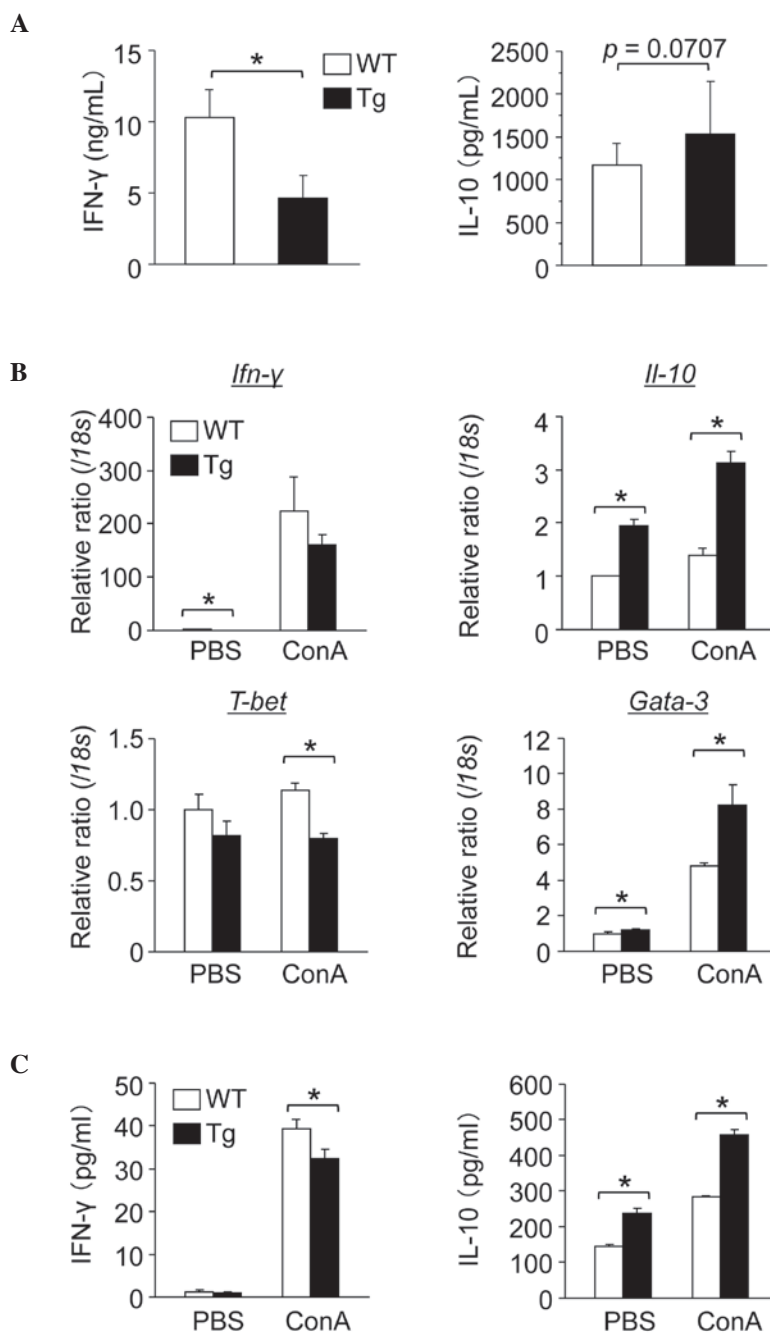 A
IFN-γ (ng/mL)
15
10
5
0
*
WT
Tg
IL-10 (pg/mL)
2500
2000
1500
1000
500
0
p = 0.0707
B
Ifn-γ
Relative ratio (/18s)
400
300
200
100
0
WT
Tg
*
PBS
ConA
Il-10
Relative ratio (/18s)
4
3
2
1
0
*
*
PBS
ConA
T-bet
Relative ratio (/18s)
1.5
1.0
0.5
0
*
PBS
ConA
Gata-3
Relative ratio (/18s)
12
10
8
6
4
2
0
*
*
PBS
ConA
C
IFN-γ (pg/ml)
50
40
30
20
10
0
WT
Tg
*
PBS
ConA
IL-10 (pg/ml)
600
500
400
300
200
100
0
*
*
PBS
ConA